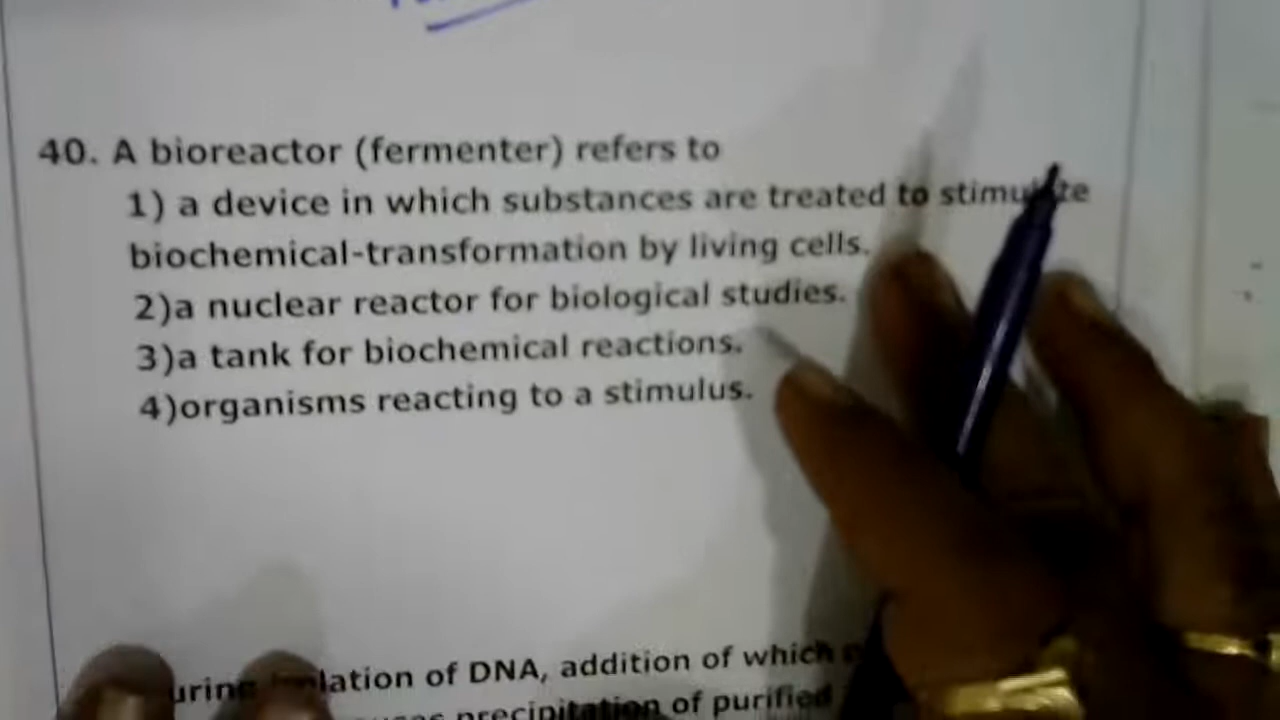 40. A bioreactor (fermenter) refers to
1) a device in which substances are treated to stimulate
biochemical-transformation by living cells.
2)a nuclear reactor for biological studies.
3)a tank for biochemical reactions.
4)organisms reacting to a stimulus.
of DNA, addition of which
precipitation of purified